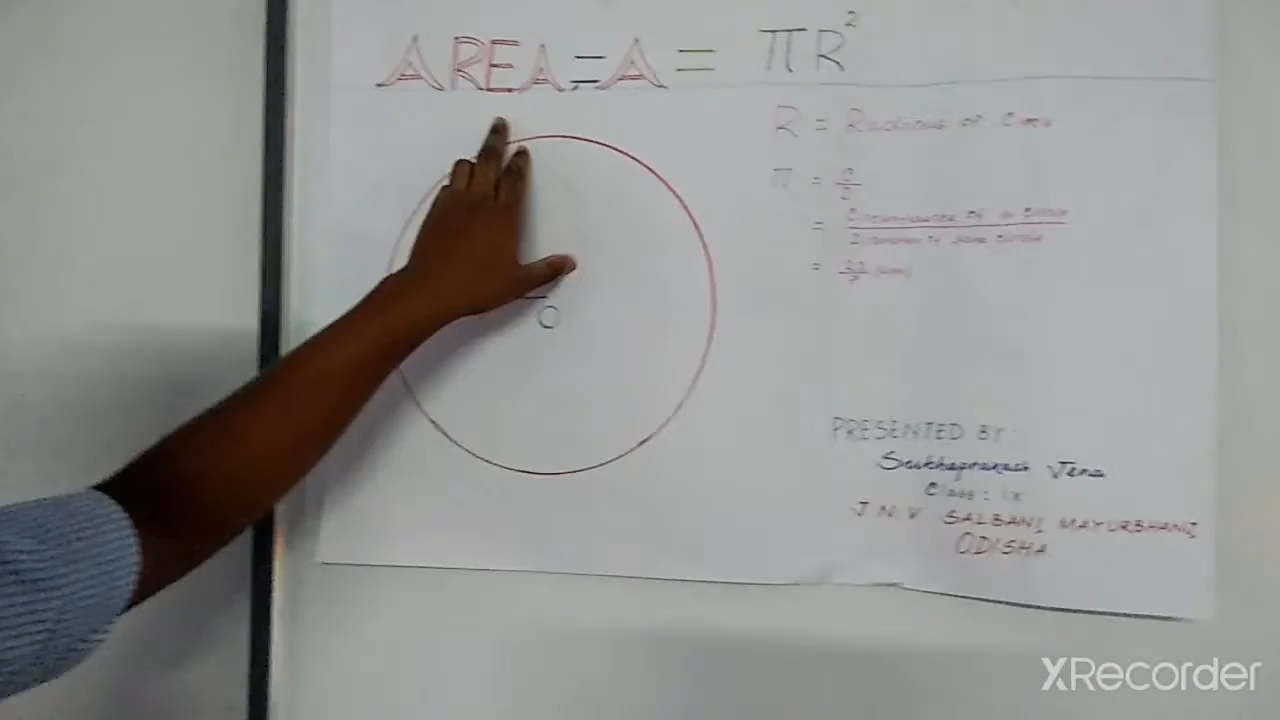 AREA = A = πR²
R = Radius of Circle
π = C/D
= Circumference of a Circle / Diameter of same circle
= 22/7
O
PRESENTED BY
Jena
Class : IX
J N V SALBANI, MAYURBHANJ
ODISHA
XRecorder